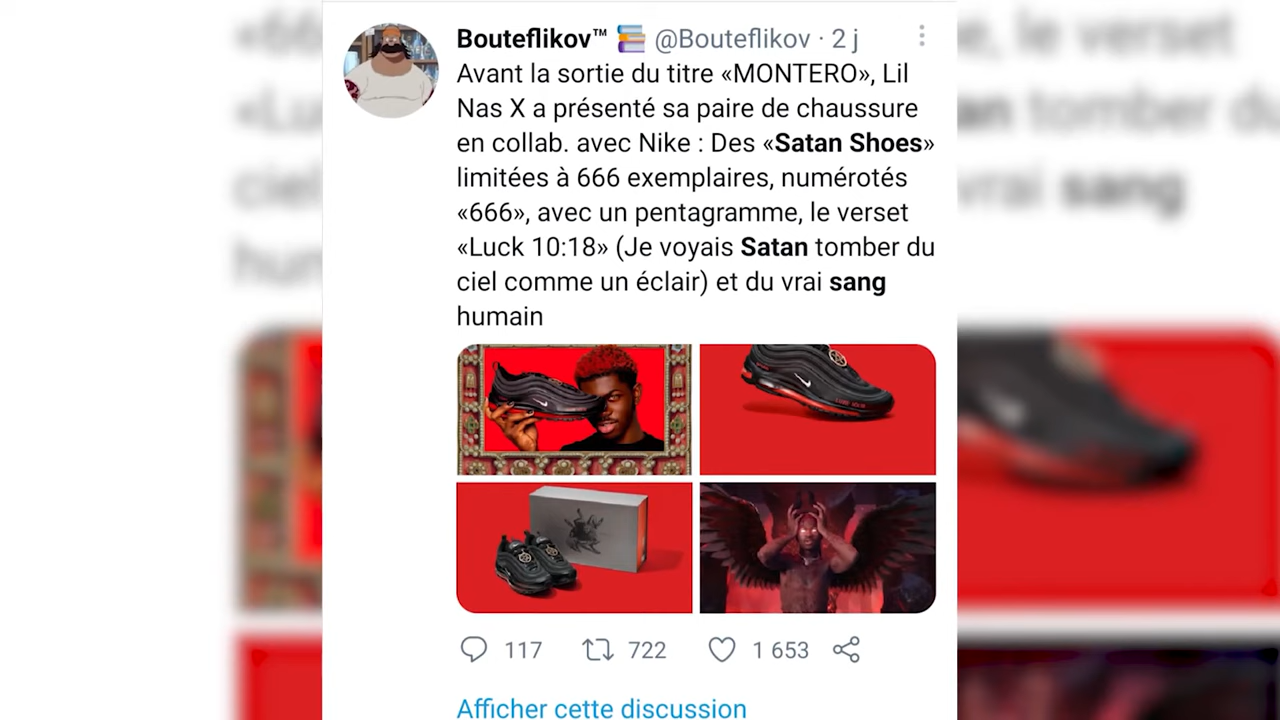 Bouteflikov™ 📚 @Bouteflikov · 2 j
Avant la sortie du titre «MONTERO», Lil
Nas X a présenté sa paire de chaussure
en collab. avec Nike : Des «Satan Shoes»
limitées à 666 exemplaires, numérotés
«666», avec un pentagramme, le verset
«Luck 10:18» (Je voyais Satan tomber du
ciel comme un éclair) et du vrai sang
humain
117 722 1 653
Afficher cette discussion